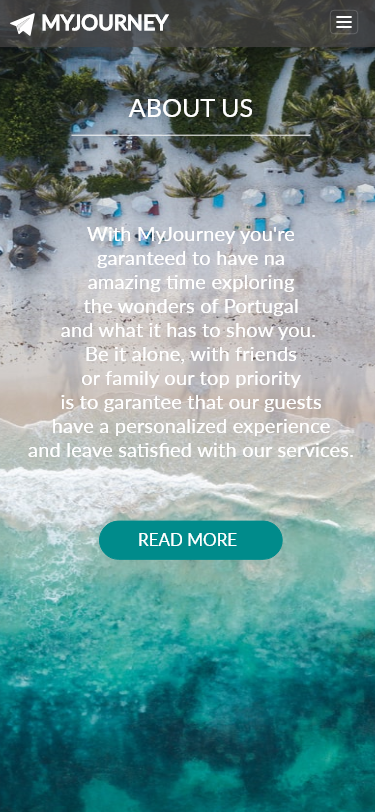 MYJOURNEY
ABOUT US
With MyJourney you're
garanteed to have na
amazing time exploring
the wonders of Portugal
and what it has to show you.
Be it alone, with friends
or family our top priority
is to garantee that our guests
have a personalized experience
and leave satisfied with our services.
READ MORE